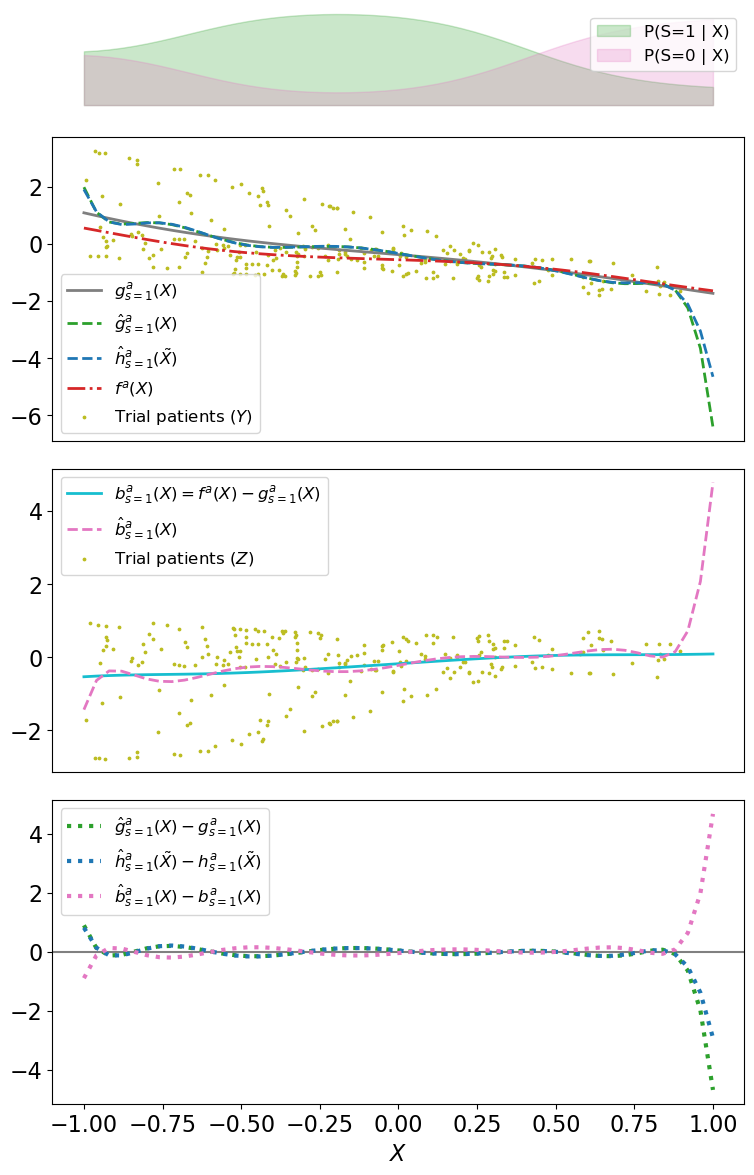 P(S=1 | X)
P(S=0 | X)
2
0
−2
−4
−6
g^a_{s=1}(X)
ĝ^a_{s=1}(X)
ĥ^a_{s=1}(X̃)
f^a(X)
Trial patients (Y)
4
2
0
−2
b^a_{s=1}(X) = f^a(X) − g^a_{s=1}(X)
b̂^a_{s=1}(X)
Trial patients (Z)
4
2
0
−2
−4
ĝ^a_{s=1}(X) − g^a_{s=1}(X)
ĥ^a_{s=1}(X̃) − h^a_{s=1}(X̃)
b̂^a_{s=1}(X) − b^a_{s=1}(X)
−1.00 −0.75 −0.50 −0.25 0.00 0.25 0.50 0.75 1.00
X